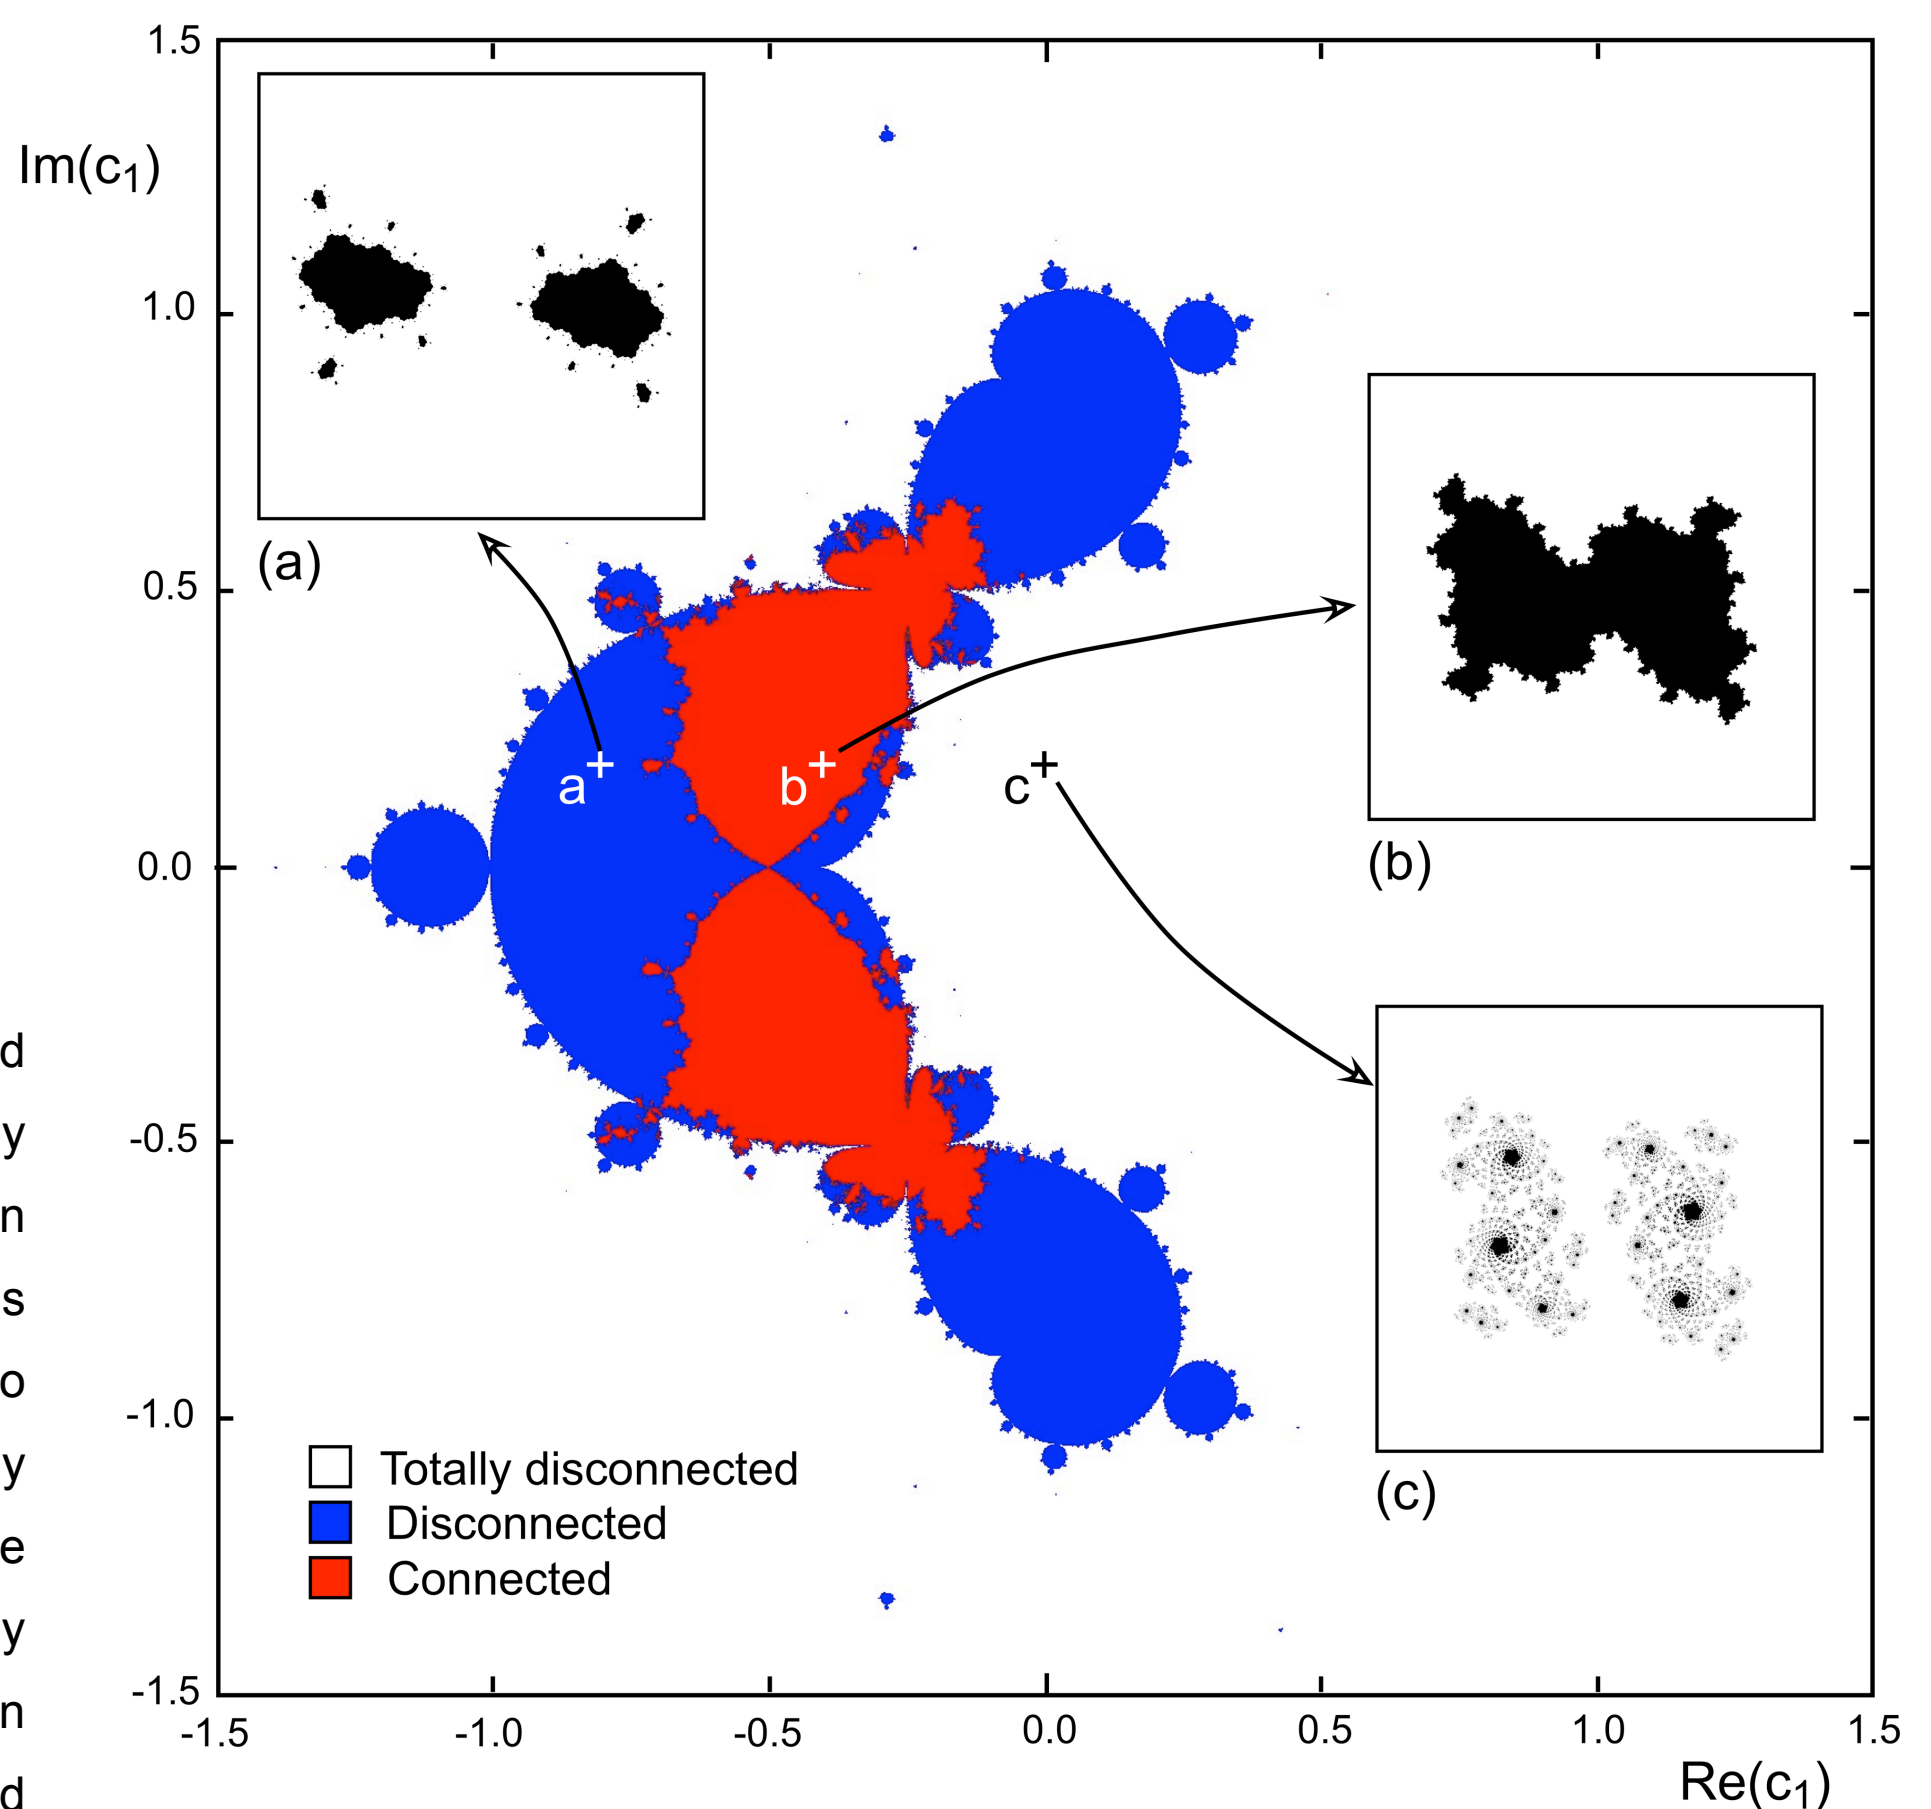 1.5
Im(c1)
1.0
0.5
0.0
-0.5
-1.0
-1.5
(a)
a
b
c
(b)
(c)
Totally disconnected
Disconnected
Connected
-1.5 -1.0 -0.5 0.0 0.5 1.0 1.5
Re(c1)
d
y
n
s
o
y
e
y
n
d